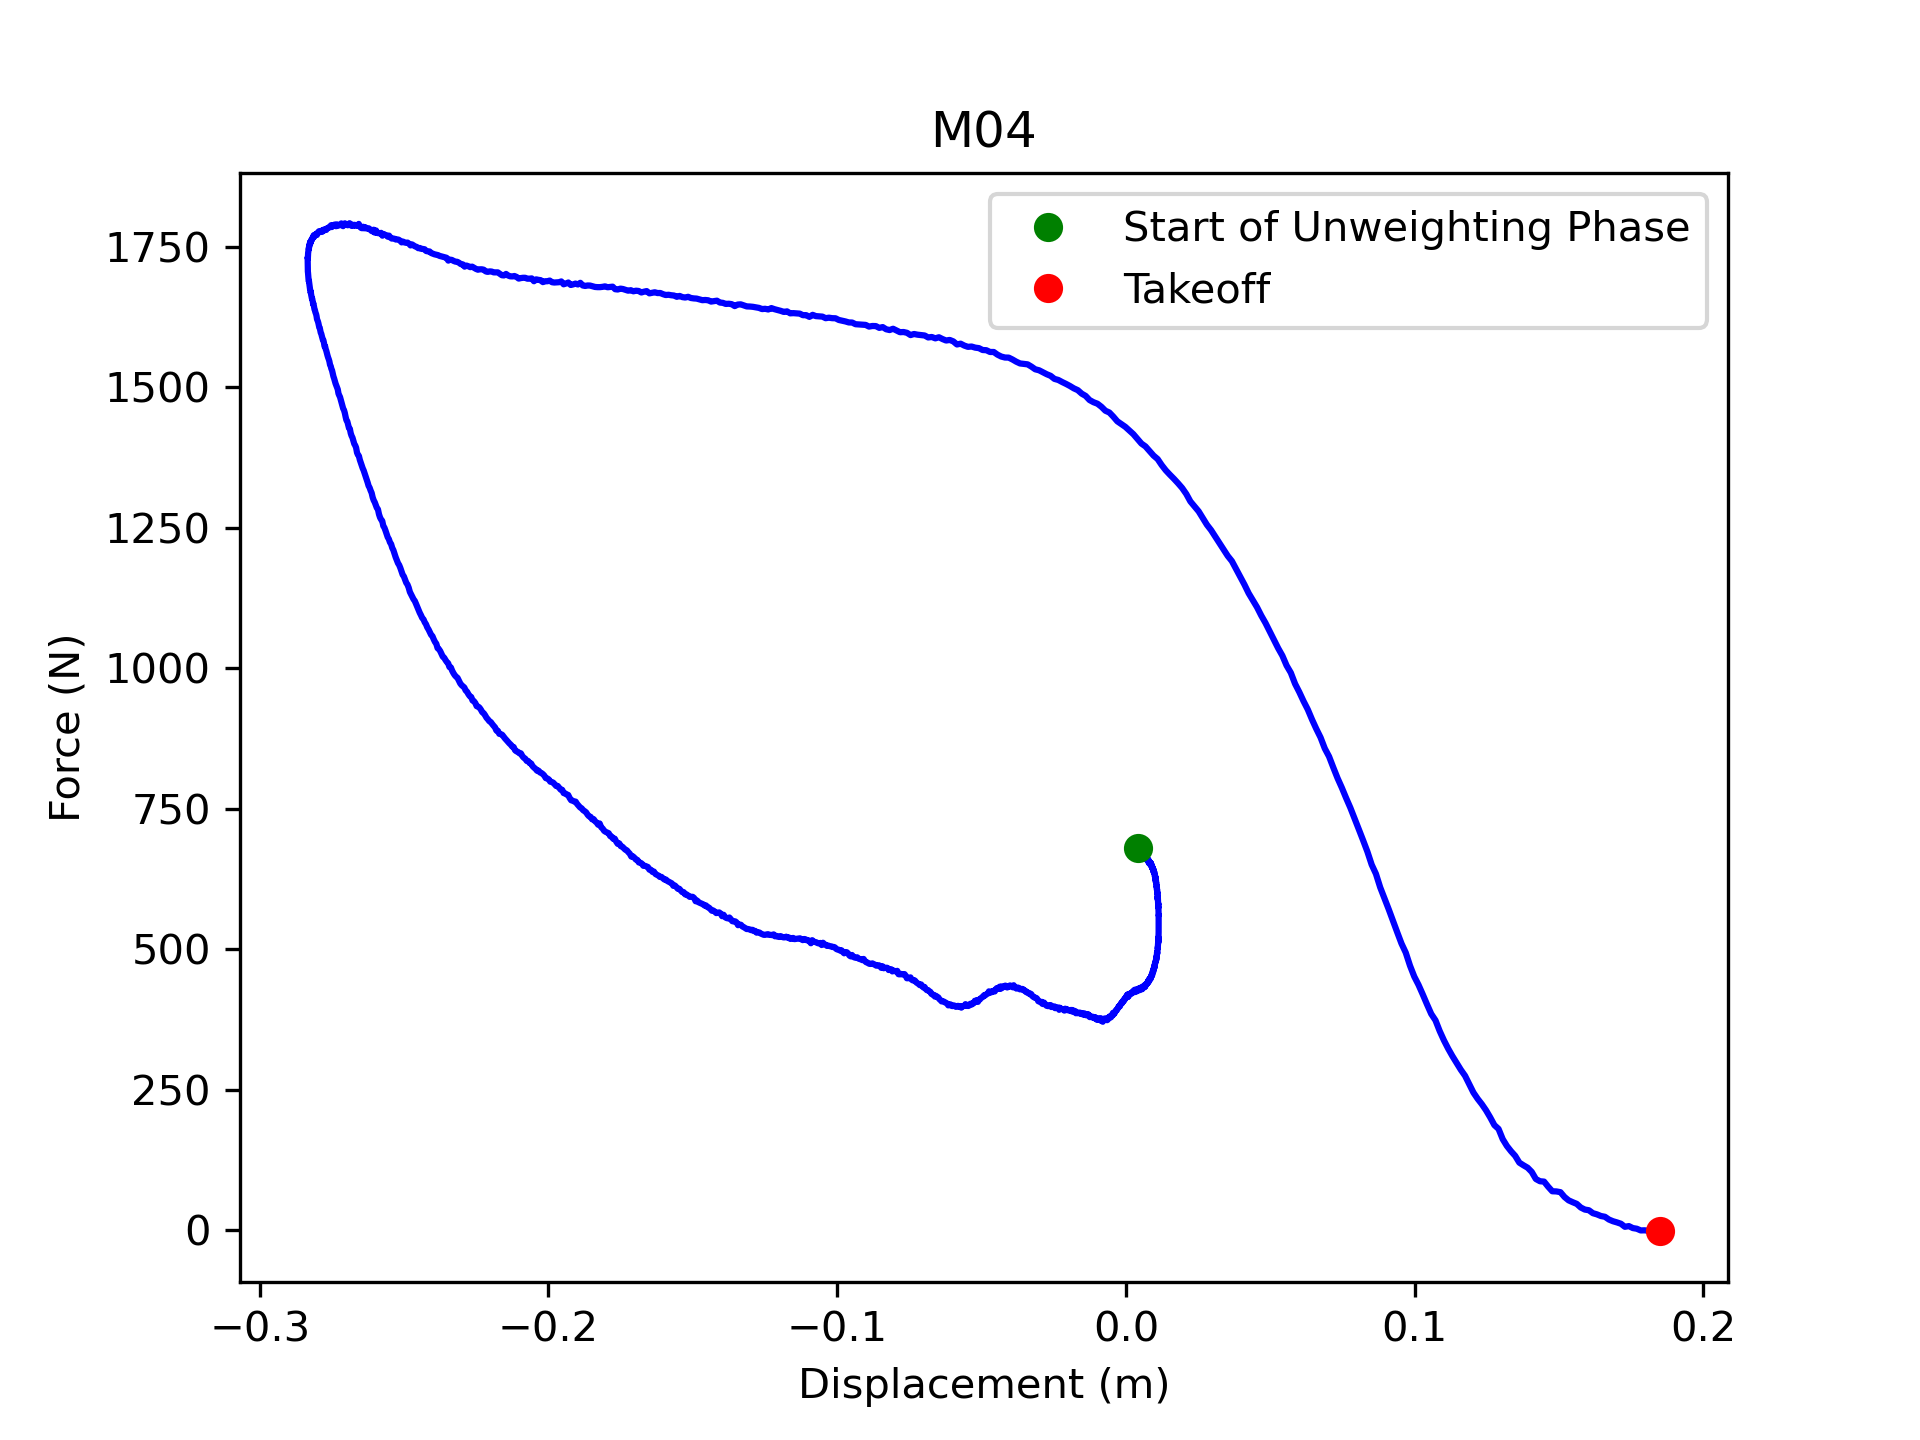 M04
Start of Unweighting Phase
Takeoff
Force (N)
1750
1500
1250
1000
750
500
250
0
−0.3 −0.2 −0.1 0.0 0.1 0.2
Displacement (m)